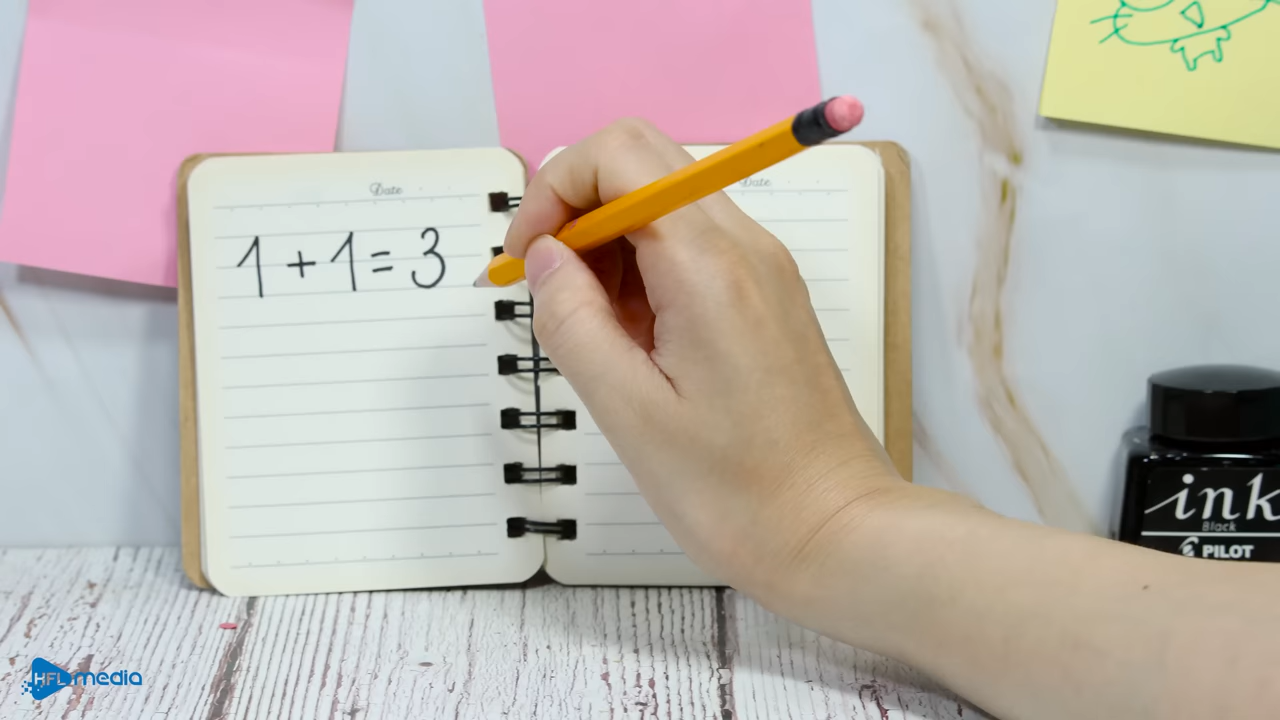 Date
1 + 1 = 3
Date
ink
Black
PILOT
HFL media